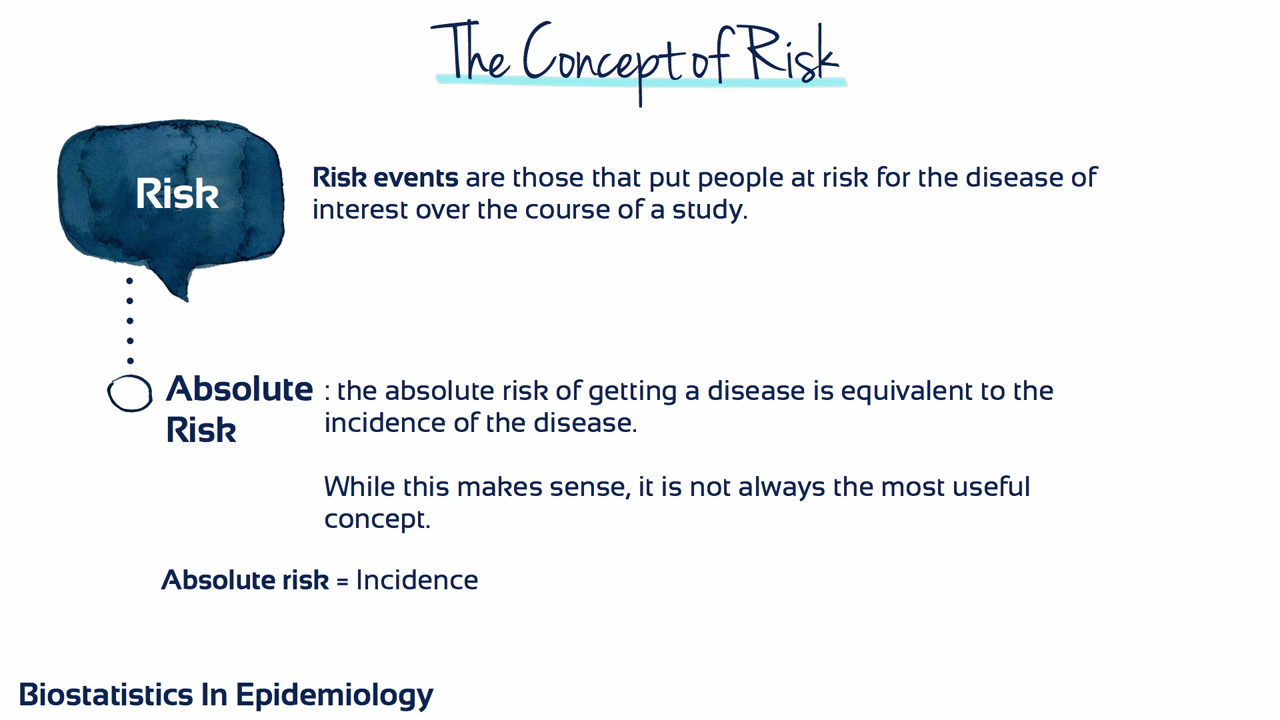 The Concept of Risk
Risk
Risk events are those that put people at risk for the disease of
interest over the course of a study.
Absolute : the absolute risk of getting a disease is equivalent to the
Risk incidence of the disease.
While this makes sense, it is not always the most useful
concept.
Absolute risk = Incidence
Biostatistics In Epidemiology